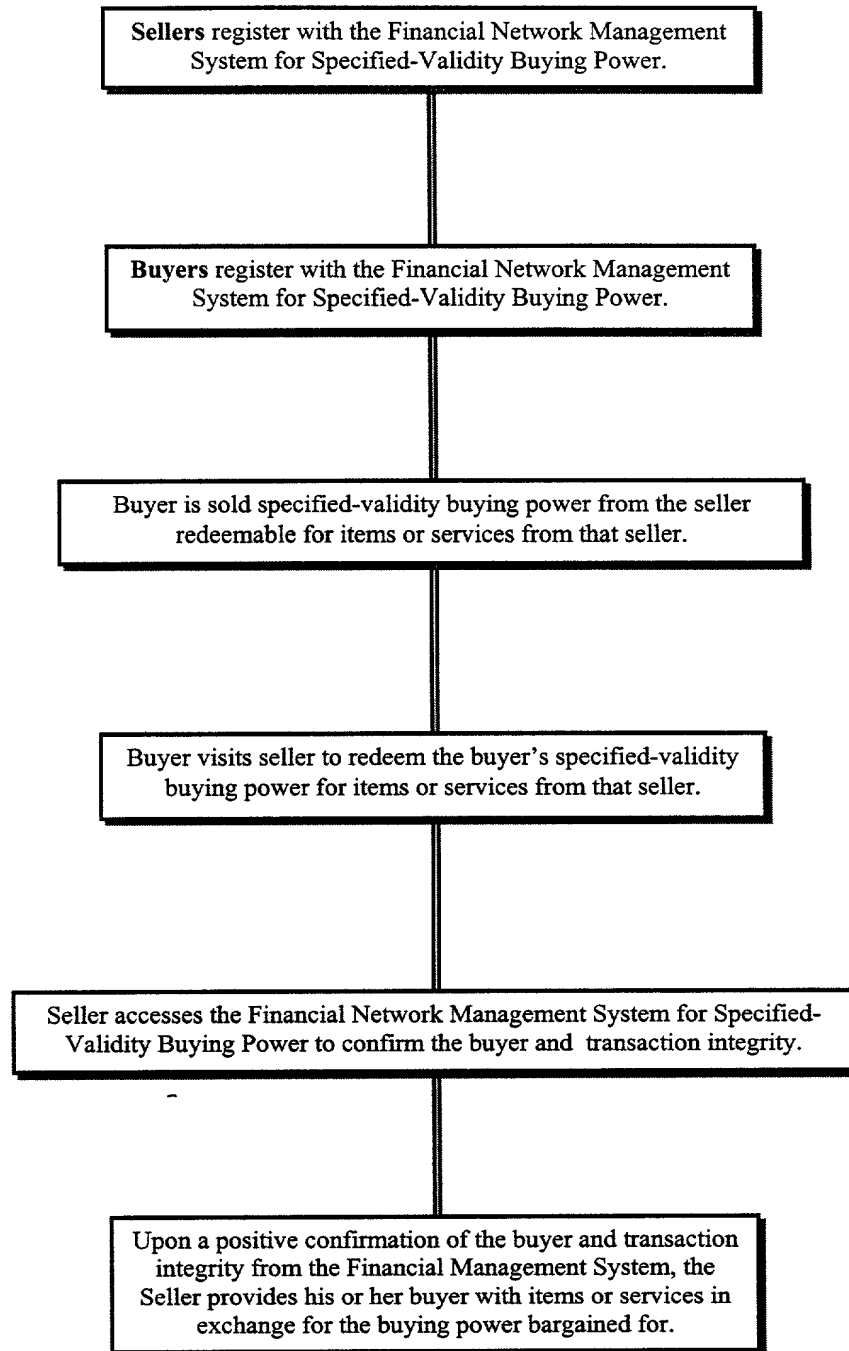 Sellers register with the Financial Network Management
System for Specified-Validity Buying Power.
Buyers register with the Financial Network Management
System for Specified-Validity Buying Power.
Buyer is sold specified-validity buying power from the seller
redeemable for items or services from that seller.
Buyer visits seller to redeem the buyer's specified-validity
buying power for items or services from that seller.
Seller accesses the Financial Network Management System for Specified-
Validity Buying Power to confirm the buyer and transaction integrity.
Upon a positive confirmation of the buyer and transaction
integrity from the Financial Management System, the
Seller provides his or her buyer with items or services in
exchange for the buying power bargained for.